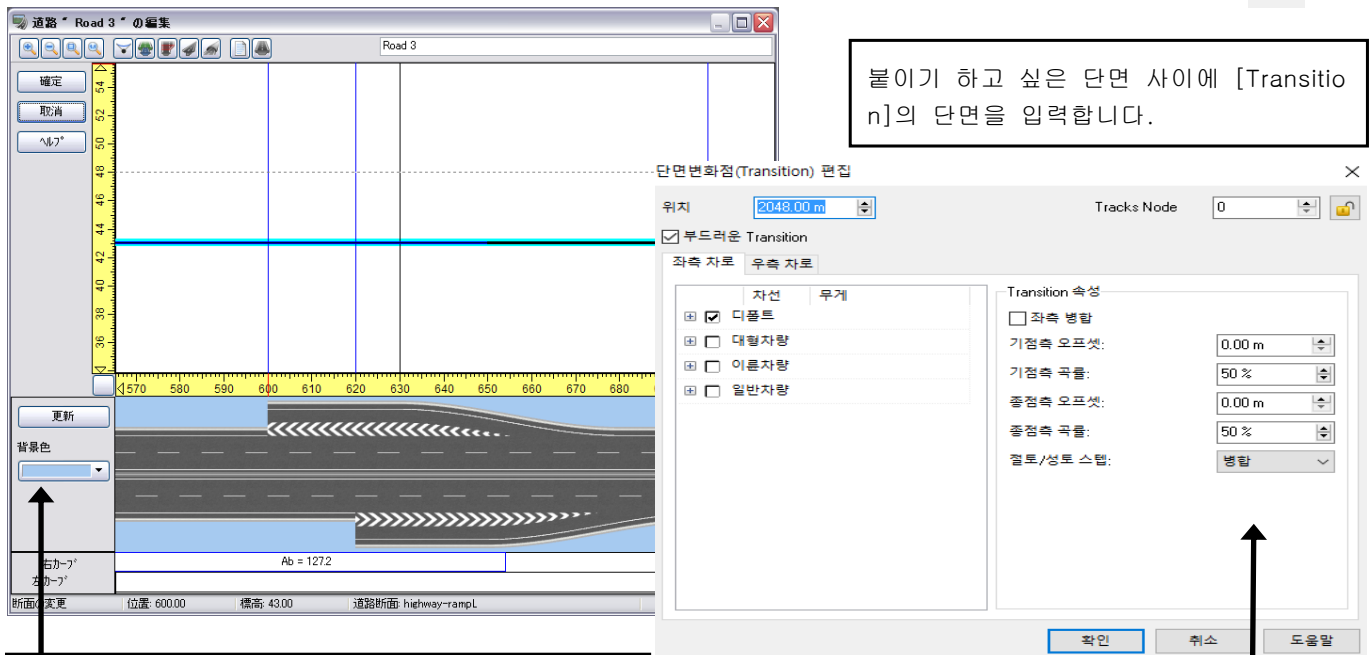 道路 " Road 3 " の編集
Road 3
確定
取消
ヘルプ
54
52
50
48
46
44
42
40
38
36
570 580 590 600 610 620 630 640 650 660 670 680
更新
背景色
右カーブ
左カーブ
Ab = 127.2
断面の変更 位置: 600.00 標高: 43.00 道路断面: highway-rampL
붙이기 하고 싶은 단면 사이에 [Transitio
n]의 단면을 입력합니다.
단면변화점(Transition) 편집
위치 2048.00 m Tracks Node 0
부드러운 Transition
좌측 차로 우측 차로
차선 무게
디폴트
대형차량
이륜차량
일반차량
Transition 속성
좌측 병합
기점측 오프셋: 0.00 m
기점측 곡률: 50 %
종점측 오프셋: 0.00 m
종점측 곡률: 50 %
절토/성토 스텝: 병합
확인 취소 도움말